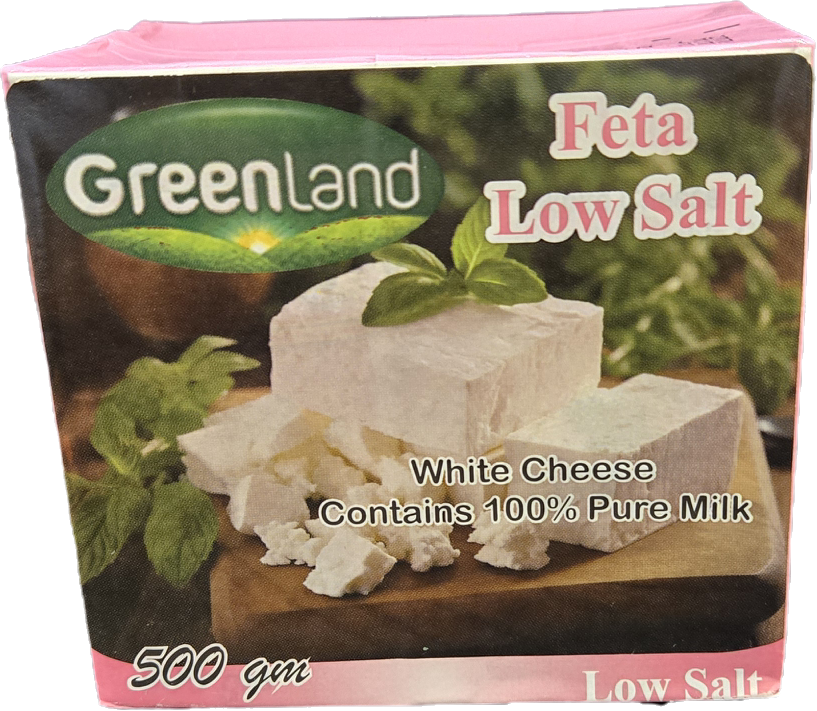 Greenland
Feta
Low Salt
White Cheese
Contains 100% Pure Milk
500 gm
Low Salt